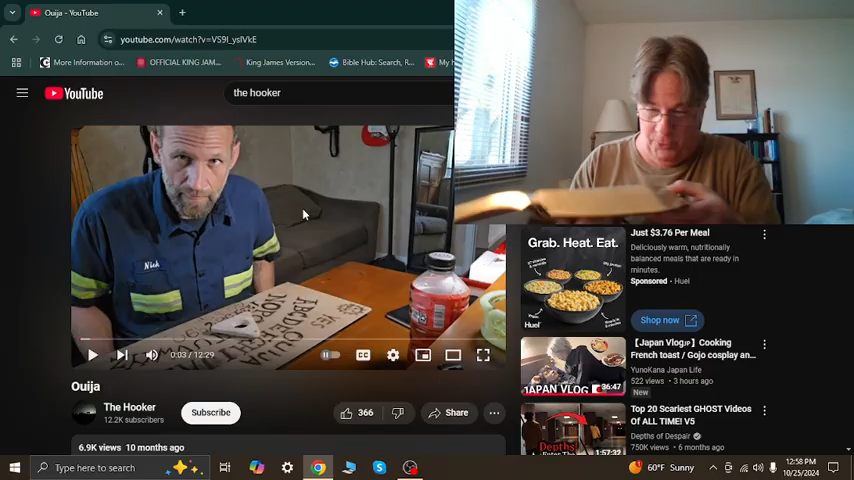 Ouija - YouTube
youtube.com/watch?v=VS9I_yslVkE
More Information o...
OFFICIAL KING JAM...
King James Version...
Bible Hub: Search, R...
My h
YouTube
the hooker
Nick
YES
ABCDEF
OUIJA
0:03 / 12:29
Ouija
The Hooker
12.2K subscribers
Subscribe
366
Share
6.9K views 10 months ago
Grab. Heat. Eat.
Huel
Just $3.76 Per Meal
Deliciously warm, nutritionally
balanced meals that are ready in
minutes.
Sponsored · Huel
Shop now
JAPAN VLOG
36:47
【Japan Vlog🇯🇵】Cooking
French toast / Gojo cosplay an...
YunoKana Japan Life
522 views · 3 hours ago
New
Depths
1:57:32
Top 20 Scariest GHOST Videos
Of ALL TIME! V5
Depths of Despair
750K views · 6 months ago
Type here to search
60°F Sunny
12:58 PM
10/25/2024